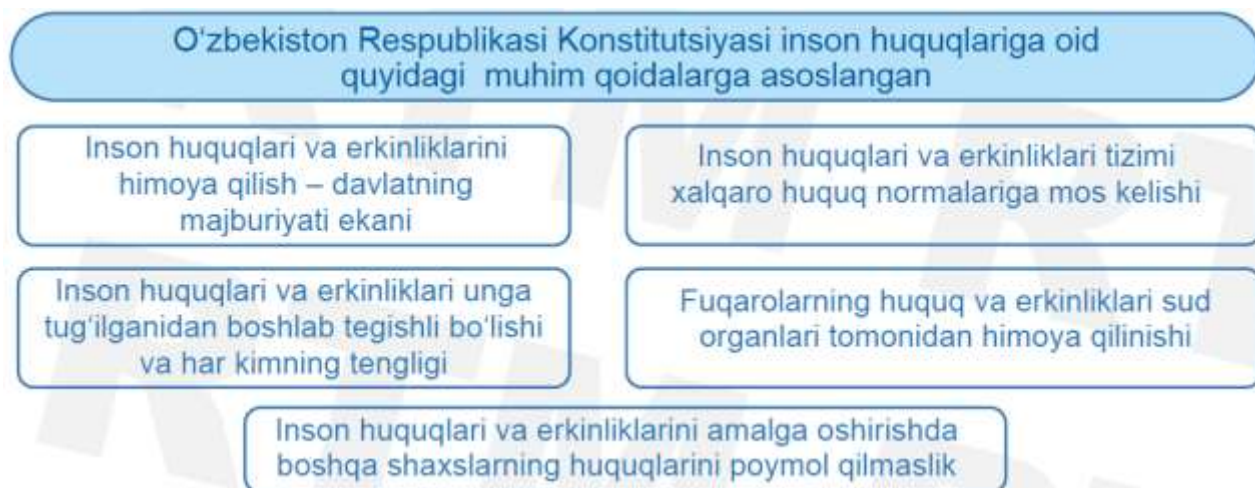 O‘zbekiston Respublikasi Konstitutsiyasi inson huquqlariga oid
quyidagi muhim qoidalarga asoslangan
Inson huquqlari va erkinliklarini
himoya qilish – davlatning
majburiyati ekani
Inson huquqlari va erkinliklari tizimi
xalqaro huquq normalariga mos kelishi
Inson huquqlari va erkinliklari unga
tug‘ilganidan boshlab tegishli bo‘lishi
va har kimning tengligi
Fuqarolarning huquq va erkinliklari sud
organlari tomonidan himoya qilinishi
Inson huquqlari va erkinliklarini amalga oshirishda
boshqa shaxslarning huquqlarini poymol qilmaslik